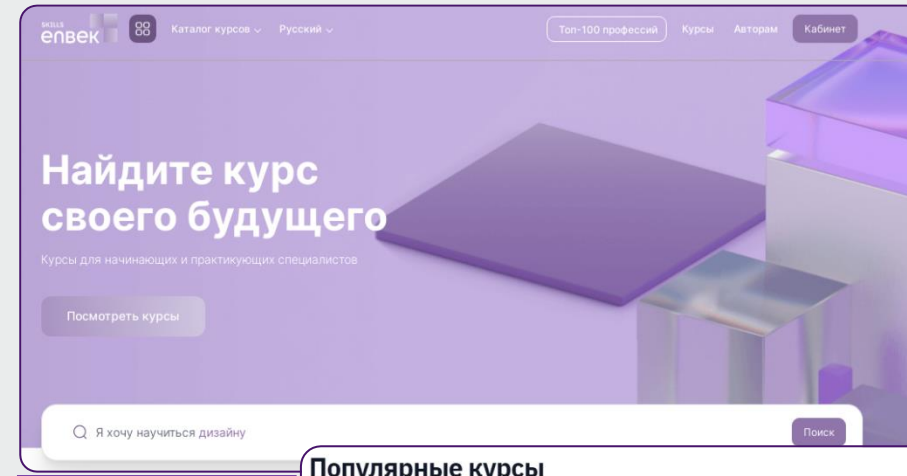 SKILLS
enвек
Каталог курсов
Русский
Топ-100 профессий
Курсы
Авторам
Кабинет
Найдите курс
своего будущего
Курсы для начинающих и практикующих специалистов
Посмотреть курсы
Я хочу научиться дизайну
Поиск
Популярные курсы